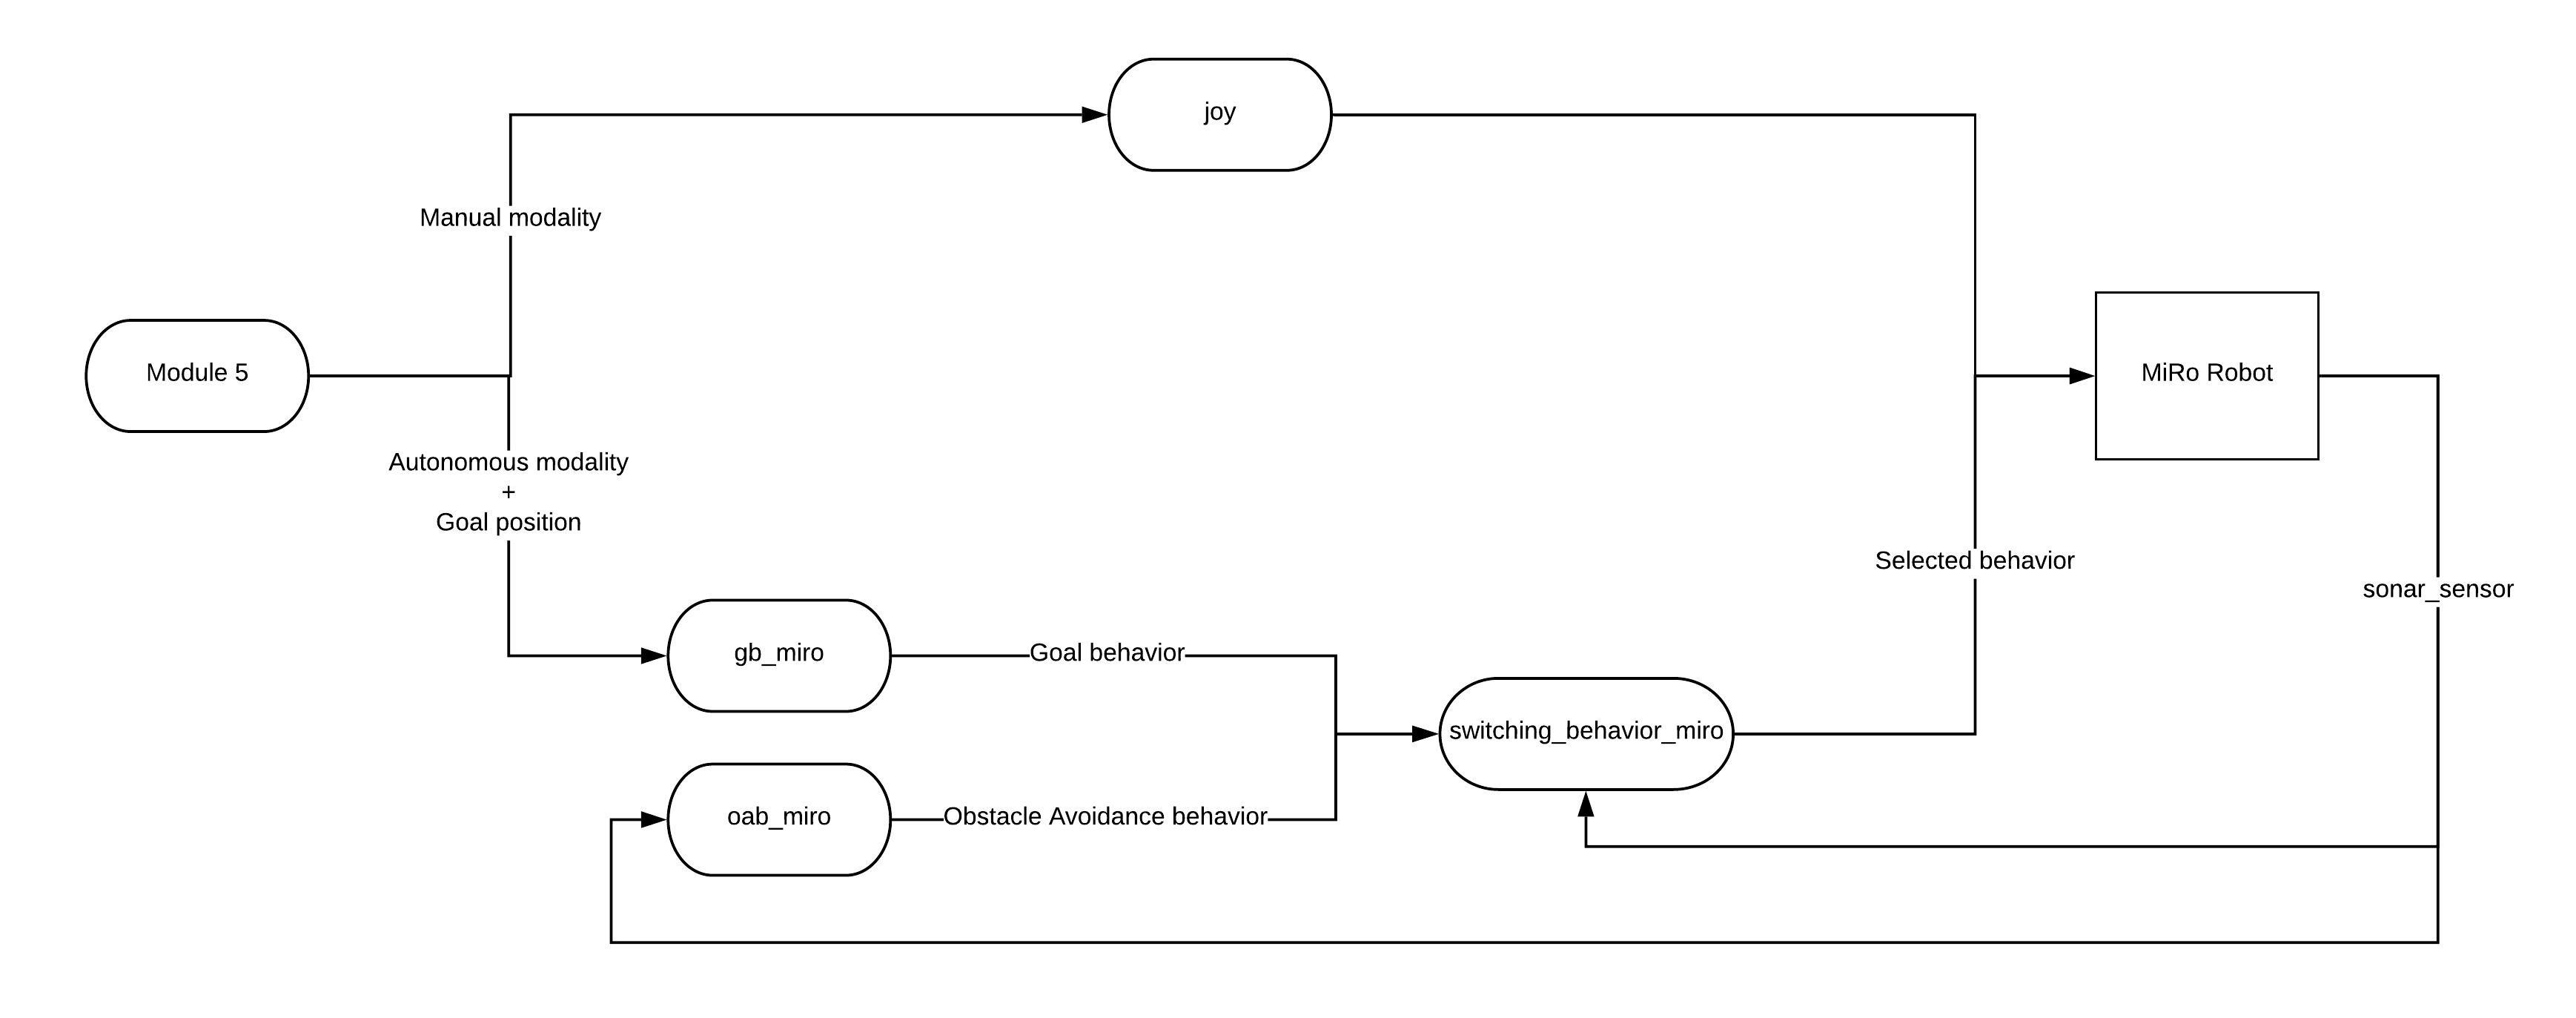 joy
Manual modality
Module 5
MiRo Robot
Autonomous modality
+
Goal position
Selected behavior
sonar_sensor
gb_miro
Goal behavior
switching_behavior_miro
oab_miro
Obstacle Avoidance behavior